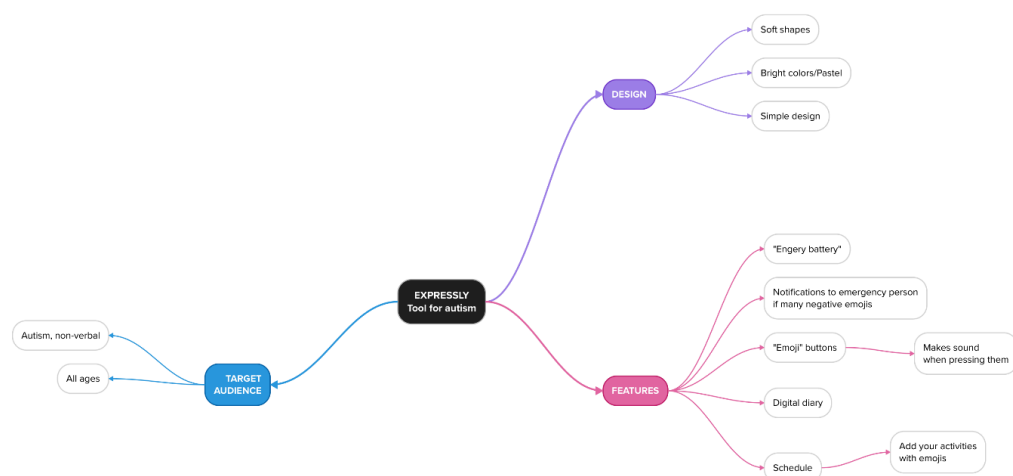 Soft shapes
Bright colors/Pastel
DESIGN
Simple design
"Engery battery"
EXPRESSLY
Tool for autism
Notifications to emergency person
if many negative emojis
Autism, non-verbal
"Emoji" buttons
Makes sound
when pressing them
All ages
TARGET
AUDIENCE
FEATURES
Digital diary
Add your activities
with emojis
Schedule